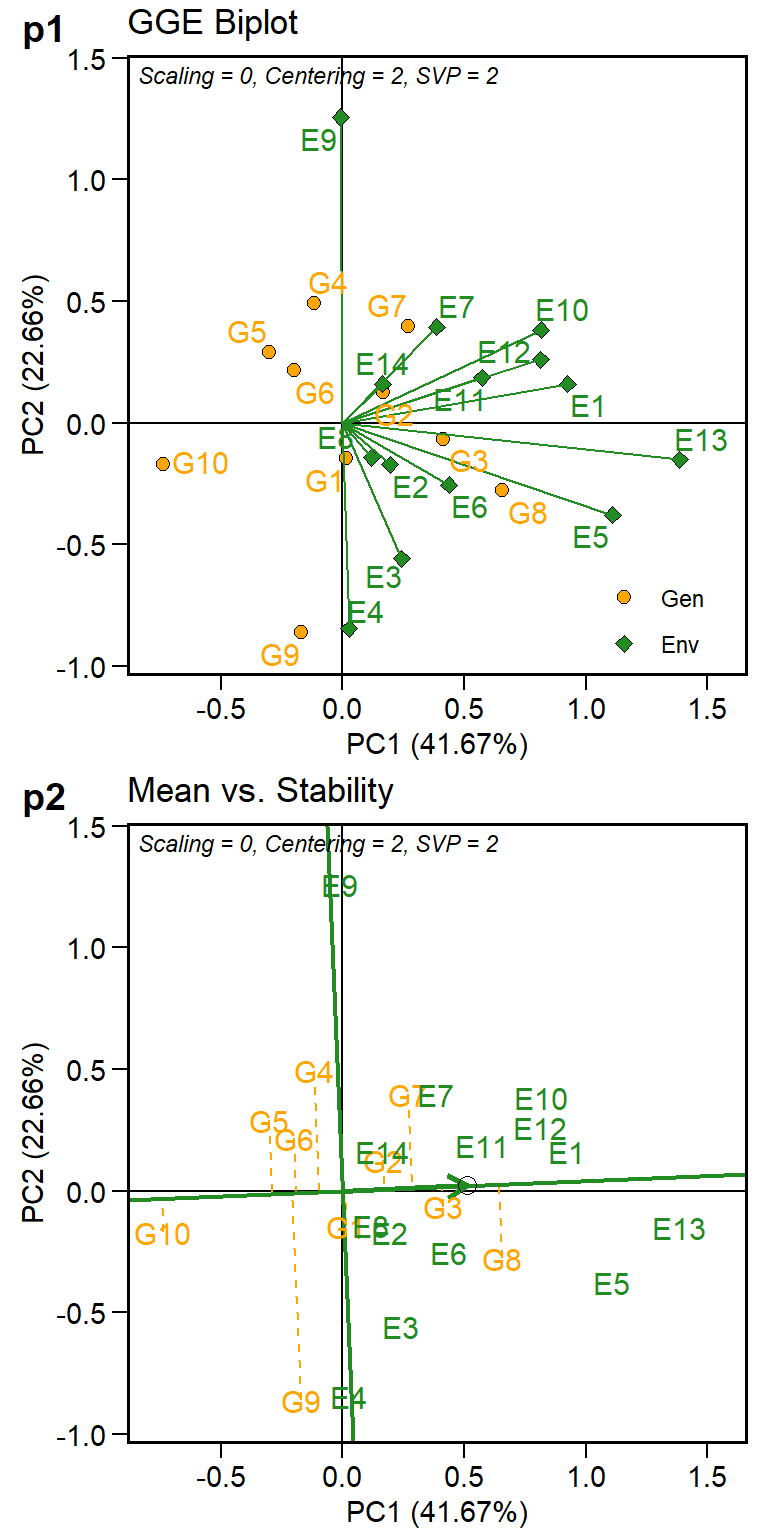 p1 GGE Biplot
Scaling = 0, Centering = 2, SVP = 2
1.5
1.0
0.5
0.0
-0.5
-1.0
PC2 (22.66%)
E9
G4
G7
E7
E10
G5
E14
E12
G6
G2
E11
E1
E8
E13
G10
G1
E2
G3
E6
G8
E5
E3
E4
G9
Gen
Env
-0.5 0.0 0.5 1.0 1.5
PC1 (41.67%)
p2 Mean vs. Stability
Scaling = 0, Centering = 2, SVP = 2
1.5
1.0
0.5
0.0
-0.5
-1.0
PC2 (22.66%)
E9
G4
G7
E7
E10
G5
G6
E12
E14
G2
E11
E1
G3
G10
G1
E8
E2
E13
E6
G8
E5
E3
G9
E4
-0.5 0.0 0.5 1.0 1.5
PC1 (41.67%)